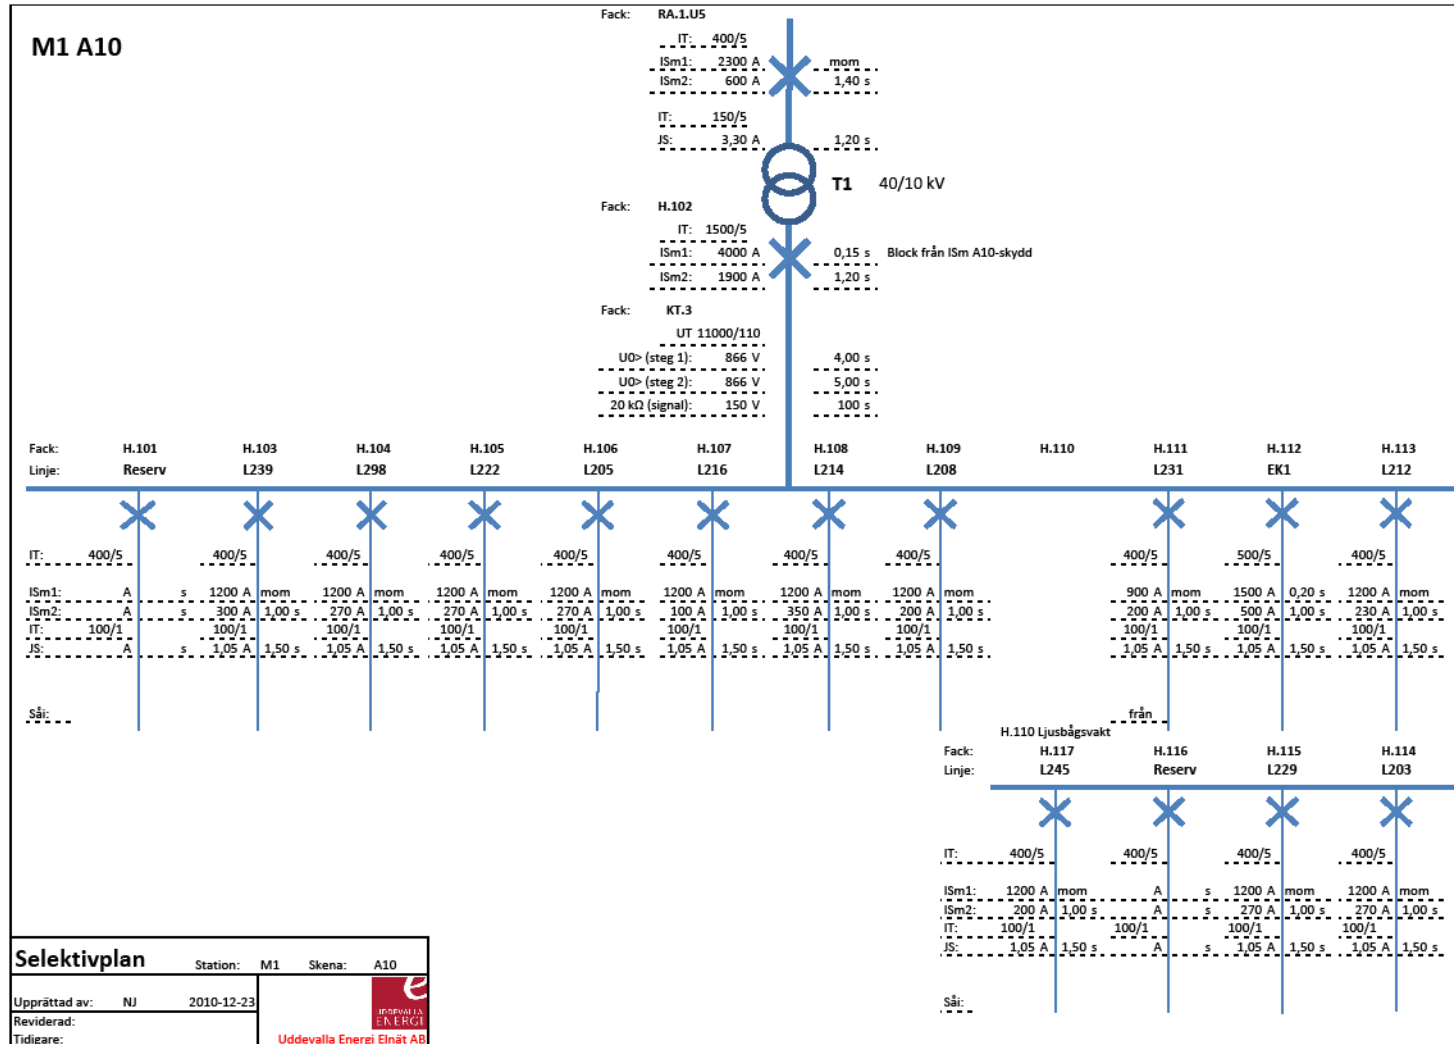 M1 A10
Fack: RA.1.U5
IT: 400/5
ISm1: 2300 A mom
ISm2: 600 A 1,40 s
IT: 150/5
JS: 3,30 A 1,20 s
T1 40/10 kV
Fack: H.102
IT: 1500/5
ISm1: 4000 A 0,15 s Block från ISm A10-skydd
ISm2: 1900 A 1,20 s
Fack: KT.3
UT 11000/110
U0> (steg 1): 866 V 4,00 s
U0> (steg 2): 866 V 5,00 s
20 kΩ (signal): 150 V 100 s
Fack: H.101 H.103 H.104 H.105 H.106 H.107 H.108 H.109 H.110 H.111 H.112 H.113
Linje: Reserv L239 L298 L222 L205 L216 L214 L208 L231 EK1 L212
IT: 400/5 400/5 400/5 400/5 400/5 400/5 400/5 400/5 400/5 500/5 400/5
ISm1: A s 1200 A mom 1200 A mom 1200 A mom 1200 A mom 1200 A mom 1200 A mom 1200 A mom 900 A mom 1500 A 0,20 s 1200 A mom
ISm2: A s 300 A 1,00 s 270 A 1,00 s 270 A 1,00 s 270 A 1,00 s 100 A 1,00 s 350 A 1,00 s 200 A 1,00 s 200 A 1,00 s 500 A 1,00 s 230 A 1,00 s
IT: 100/1 100/1 100/1 100/1 100/1 100/1 100/1 100/1 100/1 100/1 100/1
JS: A s 1,05 A 1,50 s 1,05 A 1,50 s 1,05 A 1,50 s 1,05 A 1,50 s 1,05 A 1,50 s 1,05 A 1,50 s 1,05 A 1,50 s 1,05 A 1,50 s 1,05 A 1,50 s 1,05 A 1,50 s
Såi: från
H.110 Ljusbågsvakt
Fack: H.117 H.116 H.115 H.114
Linje: L245 Reserv L229 L203
IT: 400/5 400/5 400/5 400/5
ISm1: 1200 A mom A s 1200 A mom 1200 A mom
ISm2: 200 A 1,00 s A s 270 A 1,00 s 270 A 1,00 s
IT: 100/1 100/1 100/1 100/1
JS: 1,05 A 1,50 s A s 1,05 A 1,50 s 1,05 A 1,50 s
Såi:
Selektivplan Station: M1 Skena: A10
Upprättad av: NJ 2010-12-23
Reviderad:
Tidigare:
e
UDDEVALLA
ENERGI
Uddevalla Energi Elnät AB